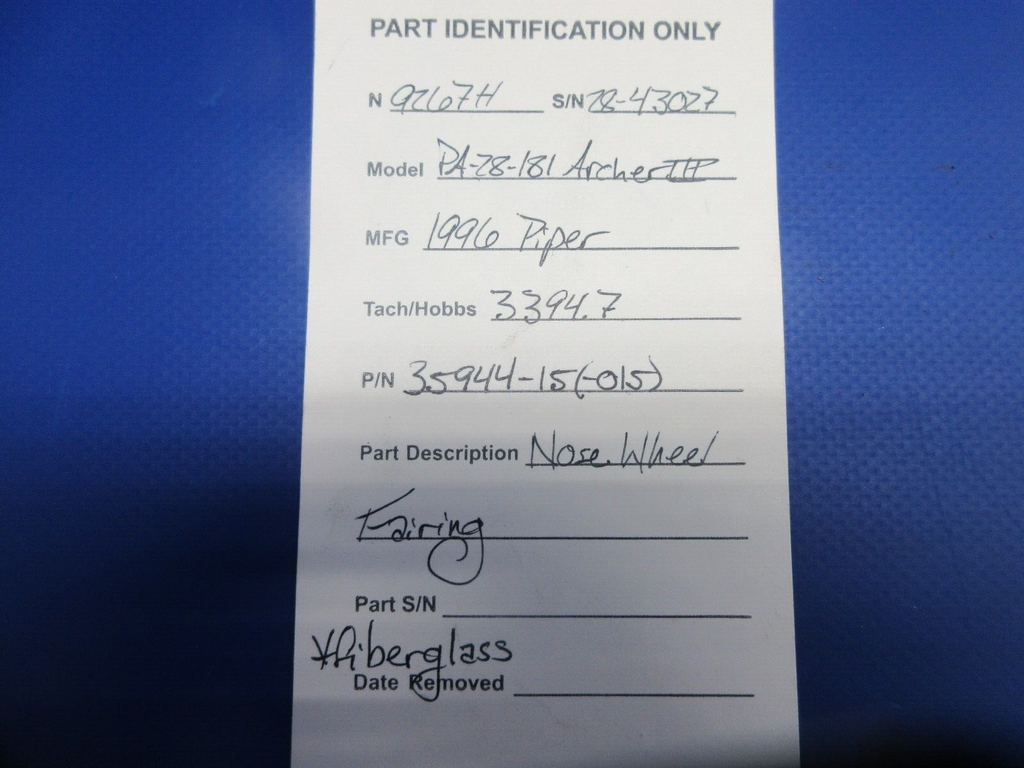 PART IDENTIFICATION ONLY
N 9267H S/N 28-43027
Model PA-28-181 Archer III
MFG 1996 Piper
Tach/Hobbs 3394.7
P/N 35944-15(-015)
Part Description Nose Wheel
Fairing
Part S/N
*fiberglass
Date Removed